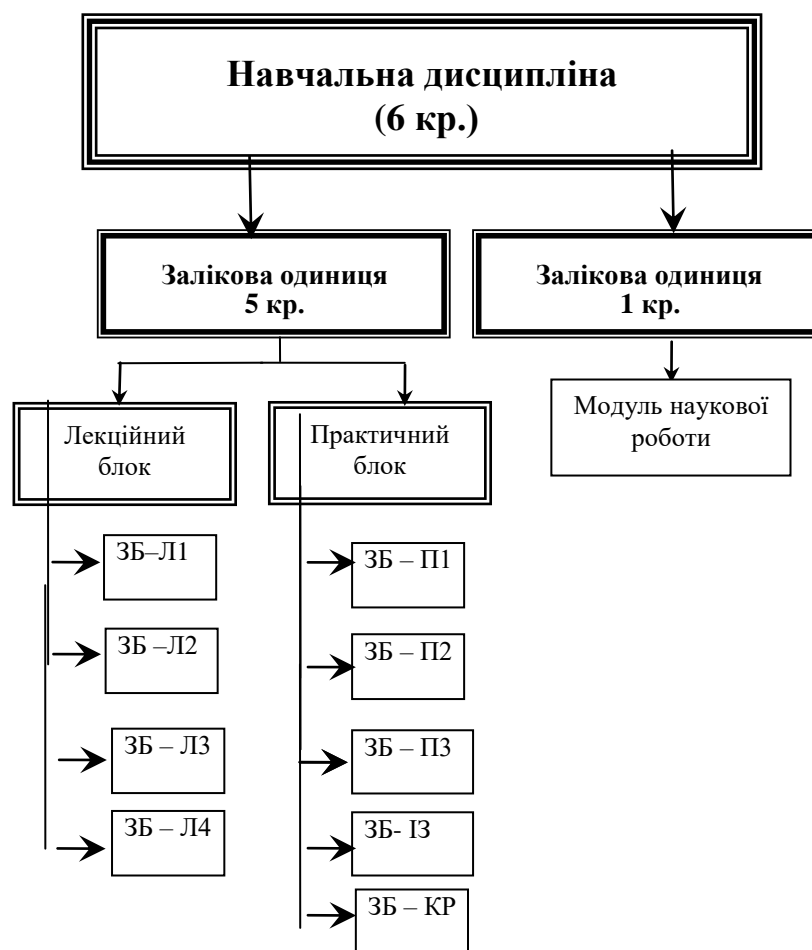 Навчальна дисципліна
(6 кр.)
Залікова одиниця
5 кр.
Залікова одиниця
1 кр.
Лекційний
блок
Практичний
блок
Модуль наукової
роботи
ЗБ–Л1
ЗБ –Л2
ЗБ – Л3
ЗБ – Л4
ЗБ – П1
ЗБ – П2
ЗБ – П3
ЗБ- ІЗ
ЗБ – КР